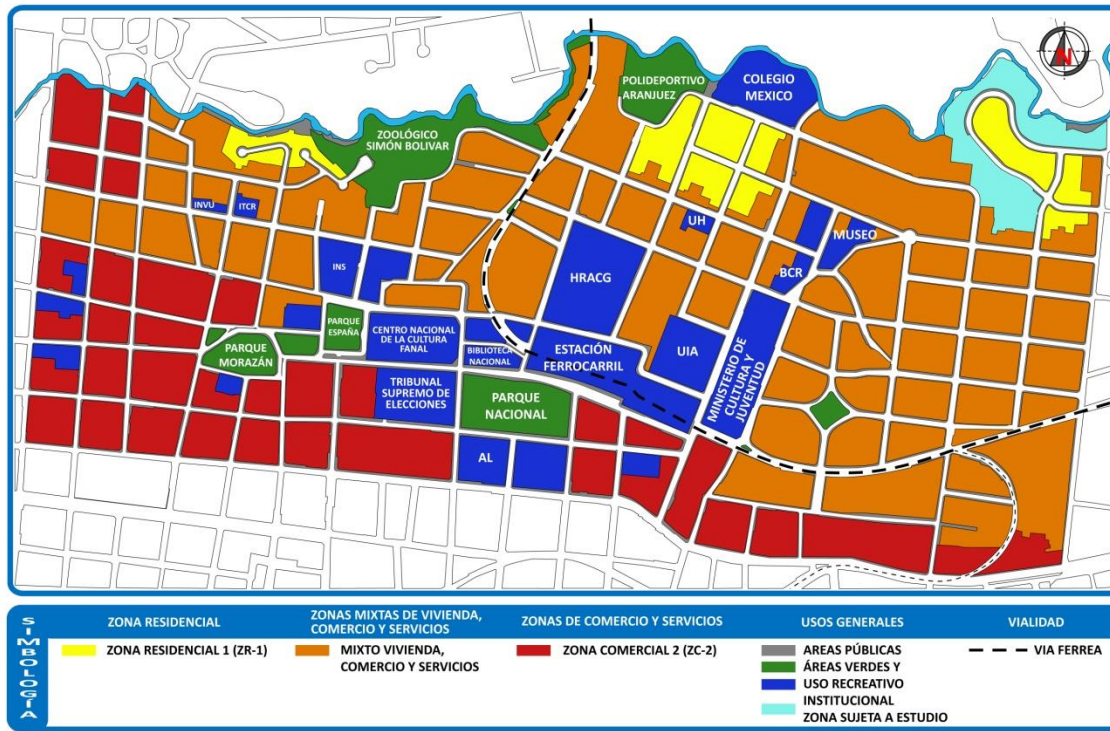 N
POLIDEPORTIVO
ARANJUEZ
COLEGIO
MEXICO
ZOOLÓGICO
SIMÓN BOLIVAR
INVU
ITCR
UH
MUSEO
INS
HRACG
BCR
PARQUE
ESPAÑA
CENTRO NACIONAL
DE LA CULTURA
FANAL
BIBLIOTECA
NACIONAL
ESTACIÓN
FERROCARRIL
UIA
MINISTERIO DE
CULTURA Y
JUVENTUD
PARQUE
MORAZÁN
TRIBUNAL
SUPREMO DE
ELECCIONES
PARQUE
NACIONAL
AL
SIMBOLOGÍA
ZONA RESIDENCIAL
ZONAS MIXTAS DE VIVIENDA,
COMERCIO Y SERVICIOS
ZONAS DE COMERCIO Y SERVICIOS
USOS GENERALES
VIALIDAD
ZONA RESIDENCIAL 1 (ZR-1)
MIXTO VIVIENDA,
COMERCIO Y SERVICIOS
ZONA COMERCIAL 2 (ZC-2)
AREAS PÚBLICAS
ÁREAS VERDES Y
USO RECREATIVO
INSTITUCIONAL
ZONA SUJETA A ESTUDIO
VIA FERREA